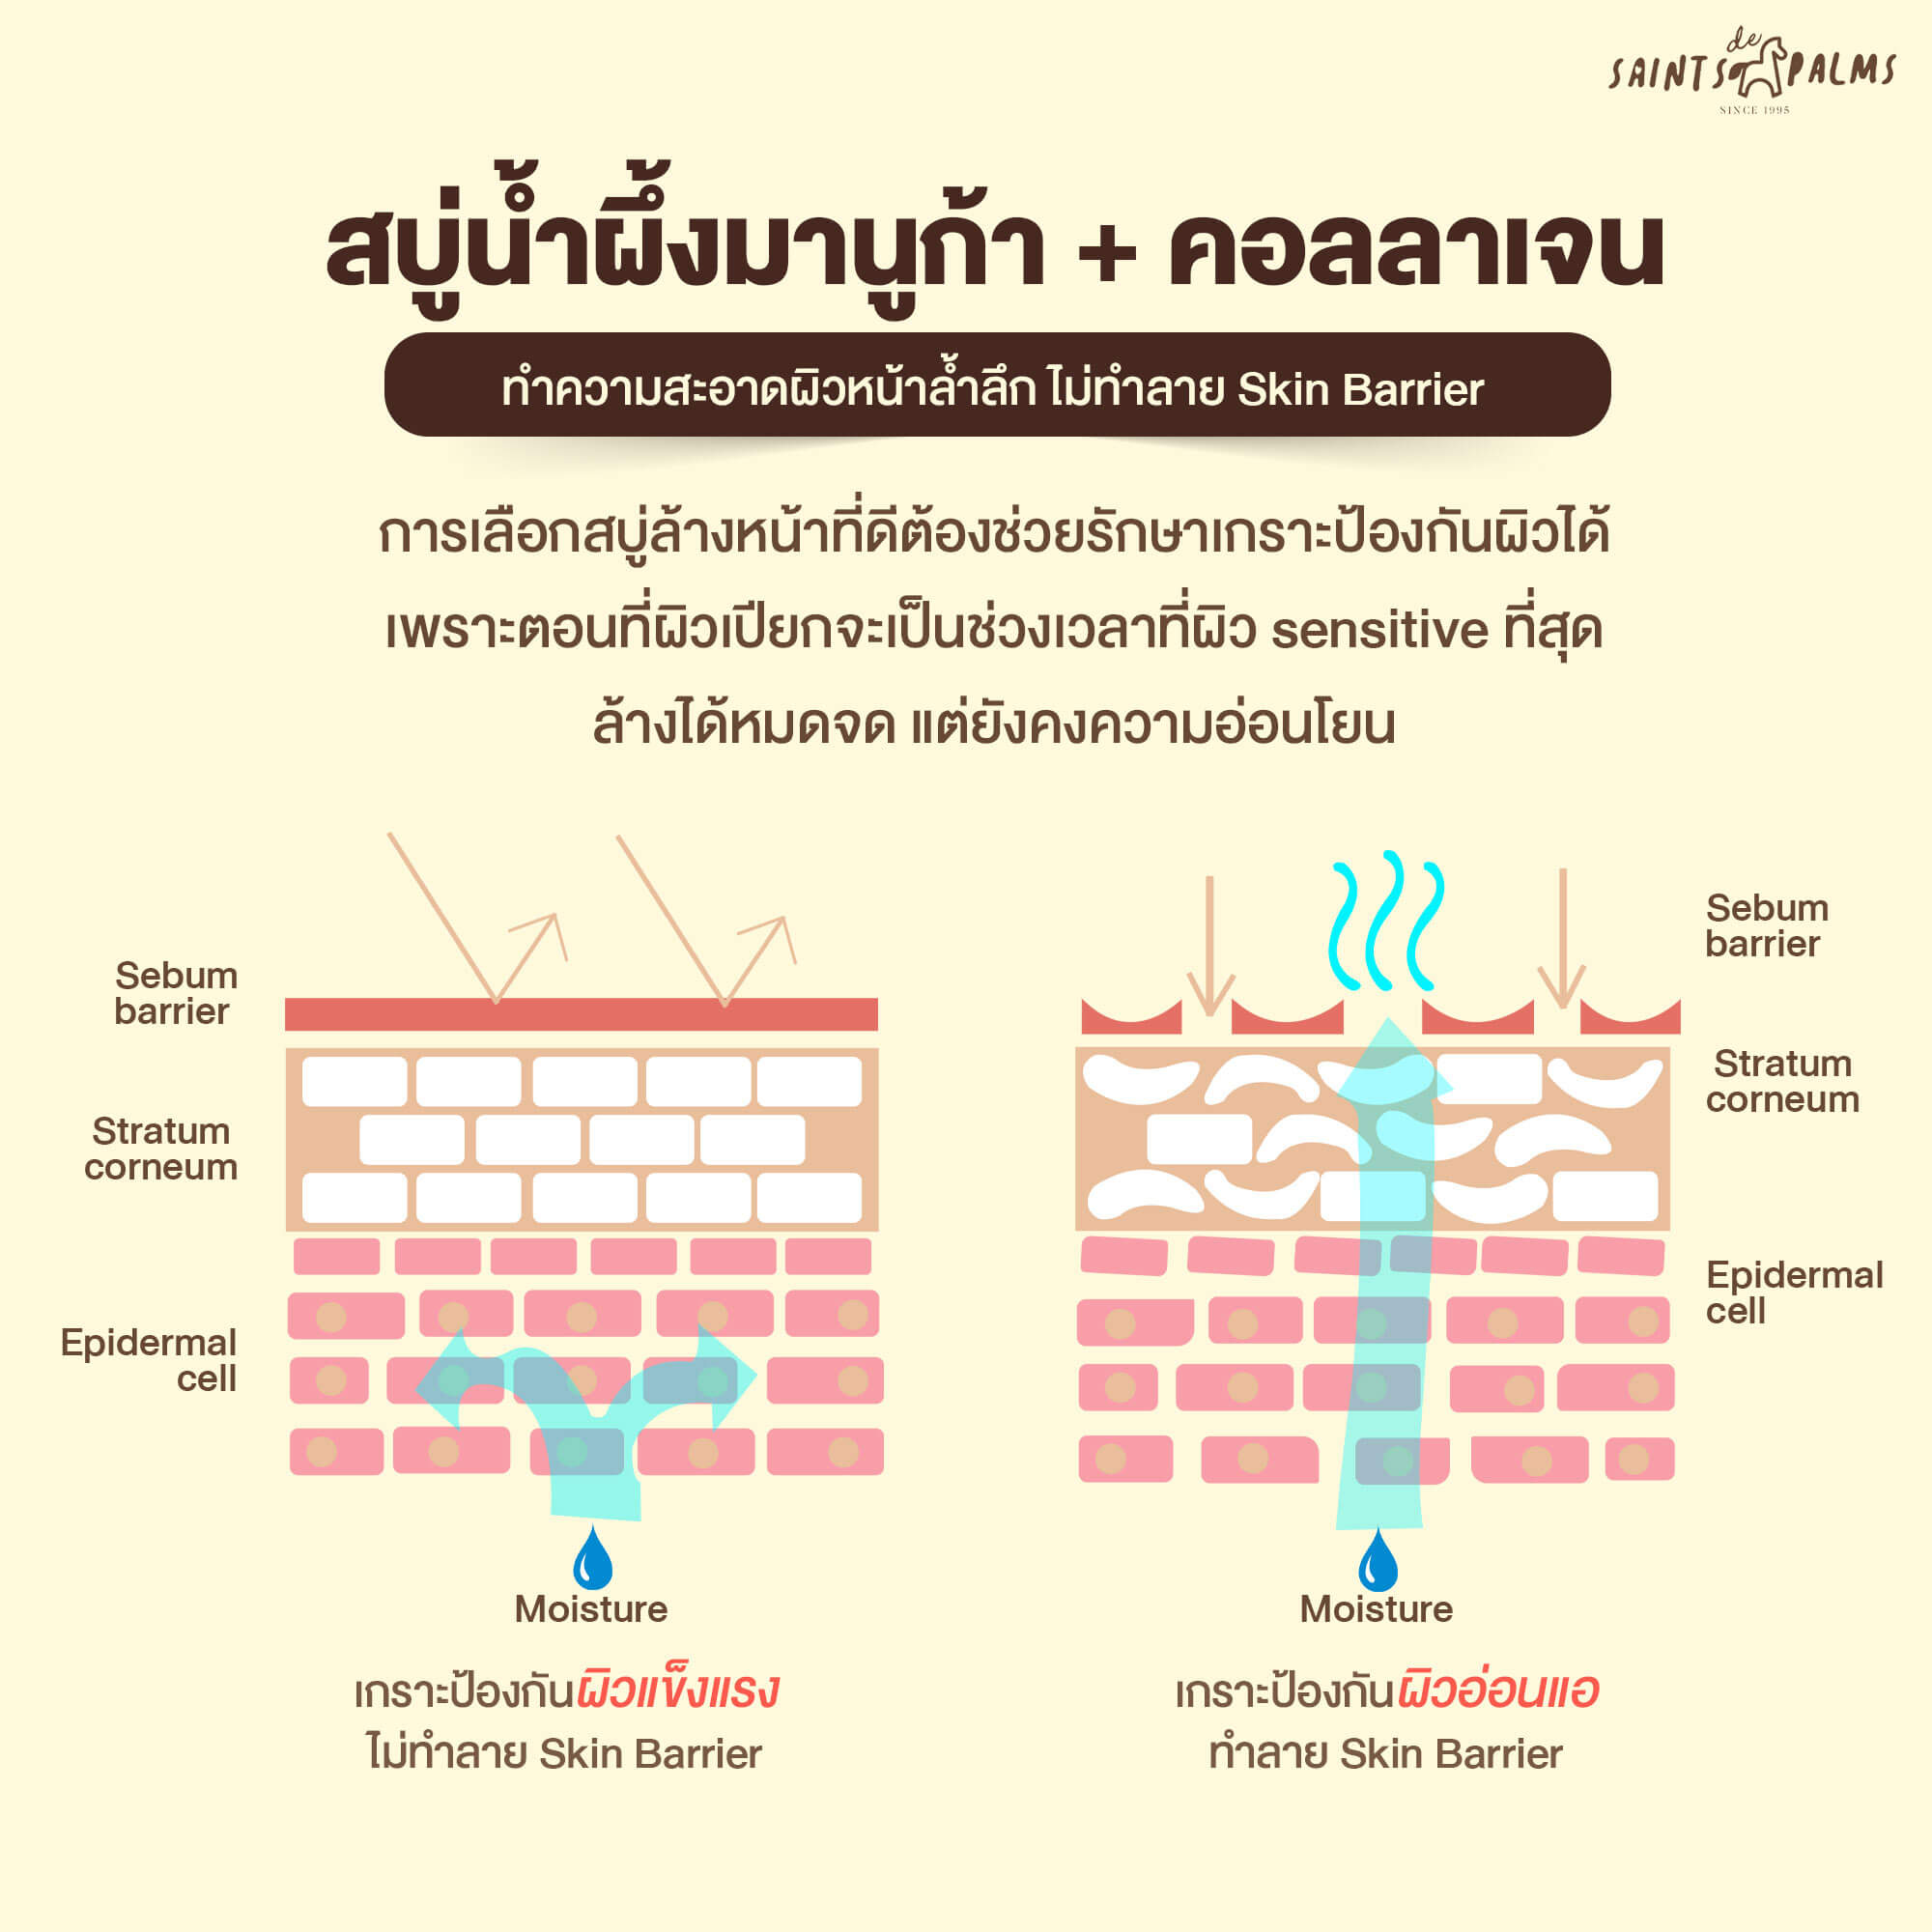 SAINTS de PALMS
SINCE 1995
สบู่น้ำผึ้งมานูก้า + คอลลาเจน
ทำความสะอาดผิวหน้าล้ำลึก ไม่ทำลาย Skin Barrier
การเลือกสบู่ล้างหน้าที่ดีต้องช่วยรักษาเกราะป้องกันผิวได้
เพราะตอนที่ผิวเปียกจะเป็นช่วงเวลาที่ผิว sensitive ที่สุด
ล้างได้หมดจด แต่ยังคงความอ่อนโยน
Sebum
barrier
Stratum
corneum
Epidermal
cell
Moisture
เกราะป้องกันผิวแข็งแรง
ไม่ทำลาย Skin Barrier
Sebum
barrier
Stratum
corneum
Epidermal
cell
Moisture
เกราะป้องกันผิวอ่อนแอ
ทำลาย Skin Barrier